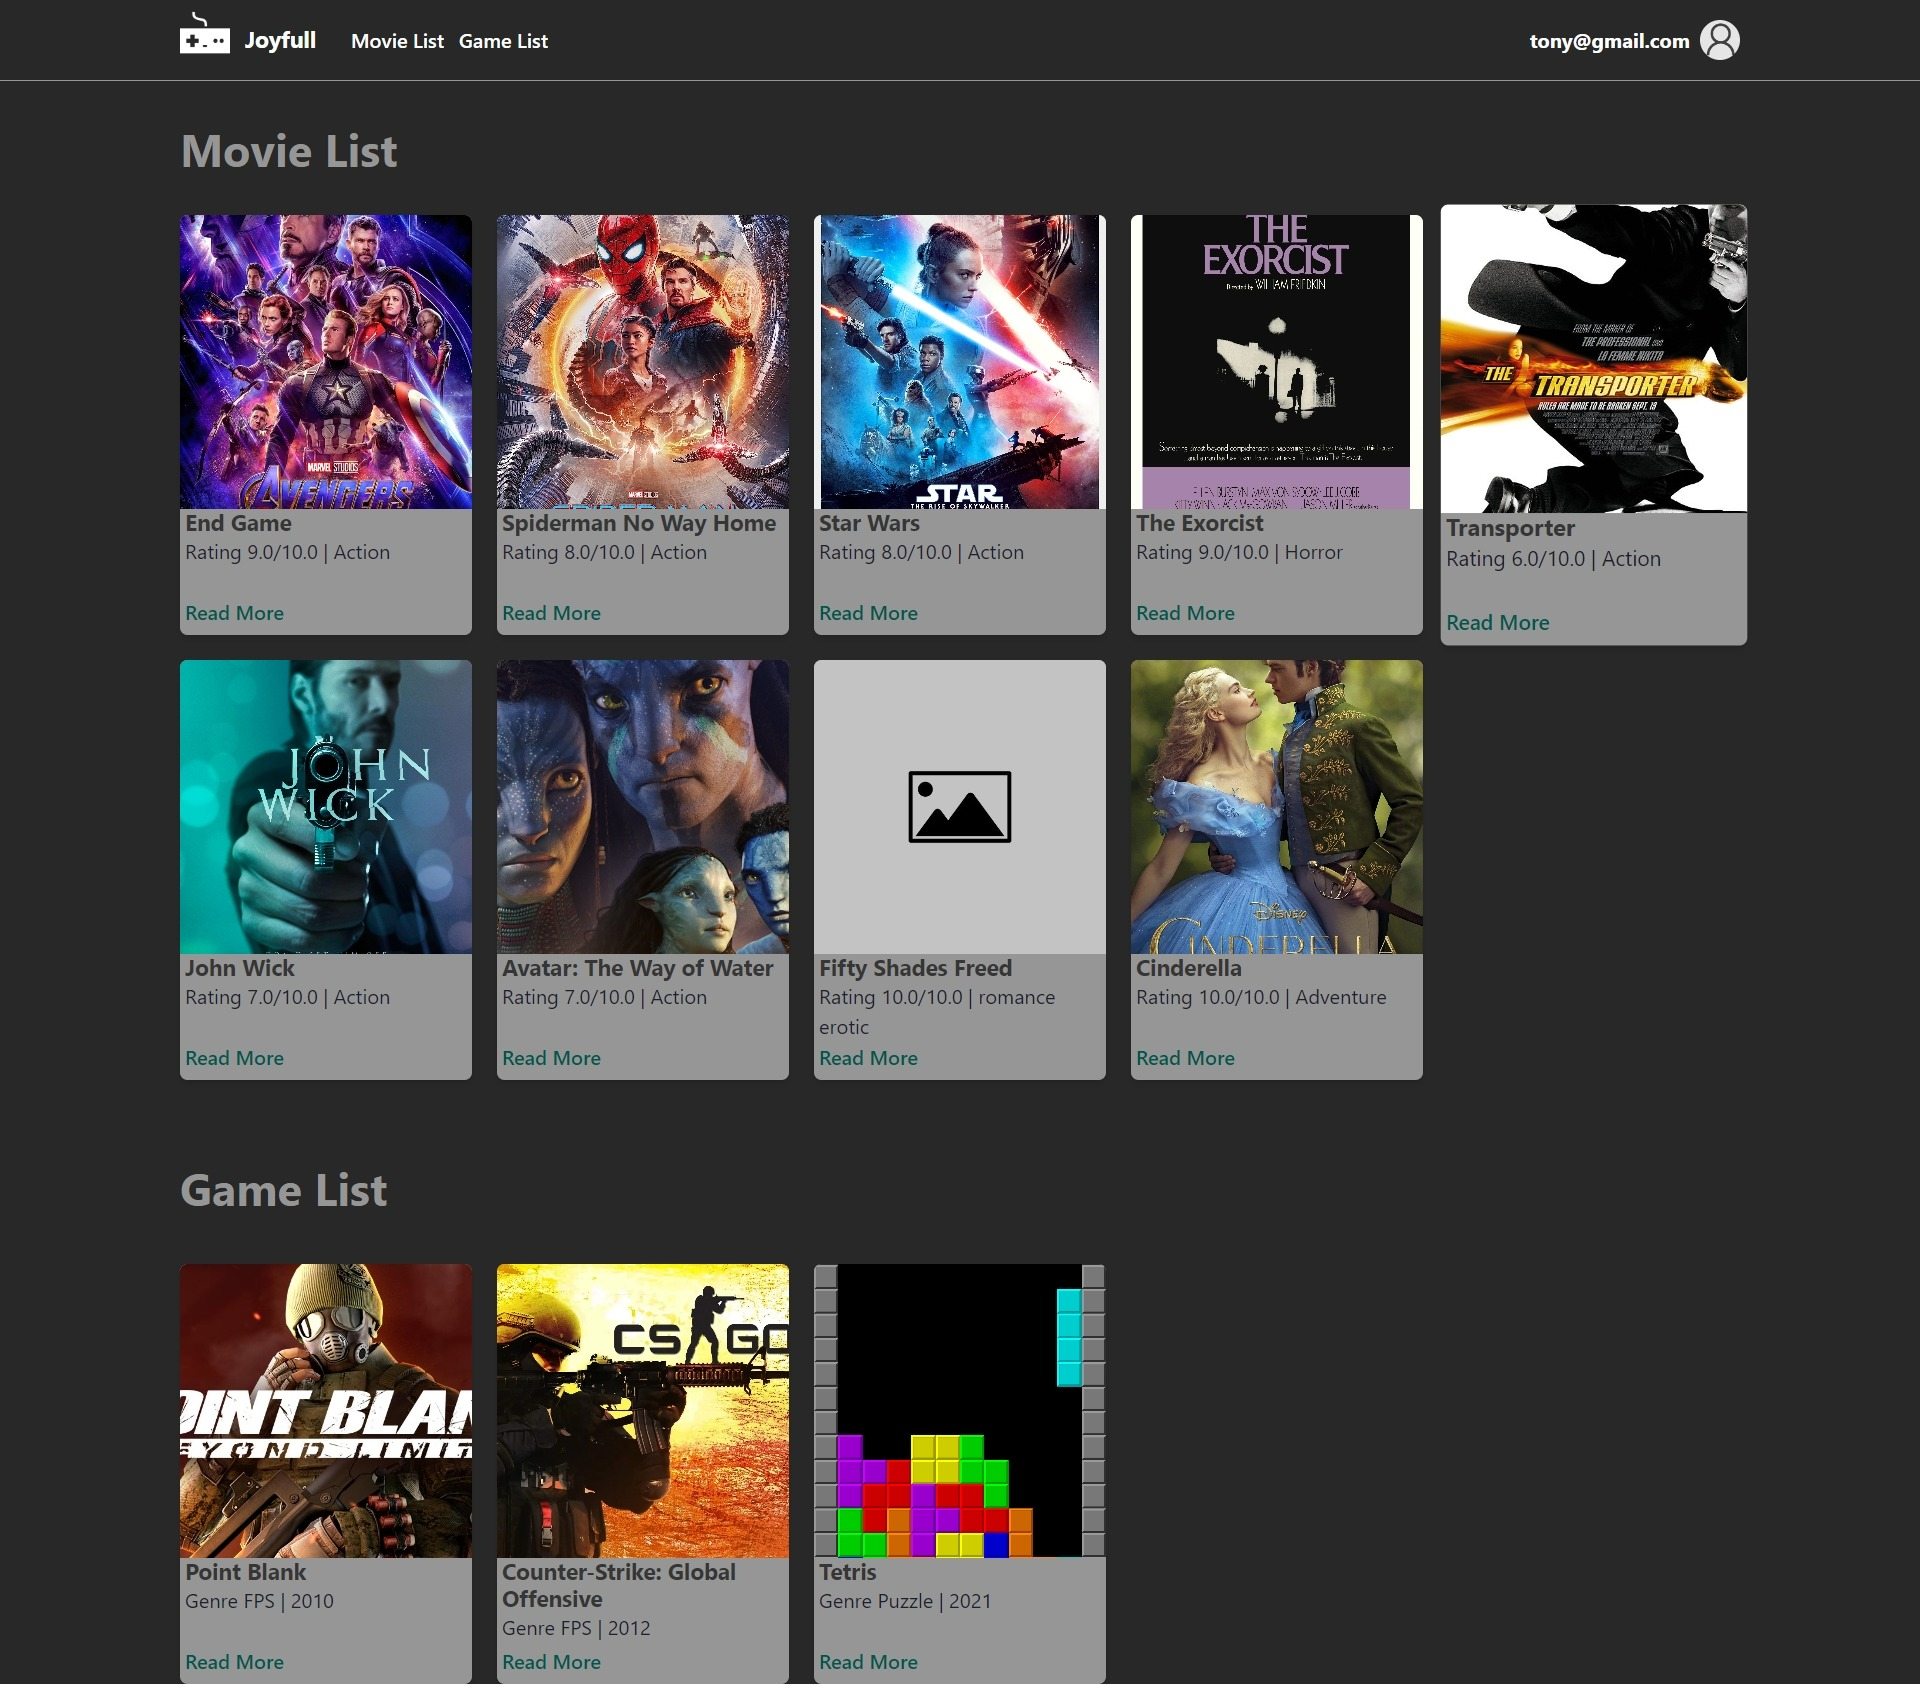 Joyfull
Movie List
Game List
tony@gmail.com
Movie List
MARVEL STUDIOS
AVENGERS
End Game
Rating 9.0/10.0 | Action
Read More
MARVEL STUDIOS
Spiderman No Way Home
Rating 8.0/10.0 | Action
Read More
STAR
THE RISE OF SKYWALKER
Star Wars
Rating 8.0/10.0 | Action
Read More
THE
EXORCIST
Directed by WILLIAM FRIEDKIN
The Exorcist
Rating 9.0/10.0 | Horror
Read More
FROM THE MAKER OF
THE PROFESSIONAL AND
LA FEMME NIKITA
THE TRANSPORTER
RULES ARE MADE TO BE BROKEN SEPT. 13
Transporter
Rating 6.0/10.0 | Action
Read More
JOHN
WICK
John Wick
Rating 7.0/10.0 | Action
Read More
Avatar: The Way of Water
Rating 7.0/10.0 | Action
Read More
Fifty Shades Freed
Rating 10.0/10.0 | romance
erotic
Read More
DISNEY
CINDERELLA
Cinderella
Rating 10.0/10.0 | Adventure
Read More
Game List
OINT BLAN
EYOND LIMIT
Point Blank
Genre FPS | 2010
Read More
CS GO
Counter-Strike: Global
Offensive
Genre FPS | 2012
Read More
Tetris
Genre Puzzle | 2021
Read More